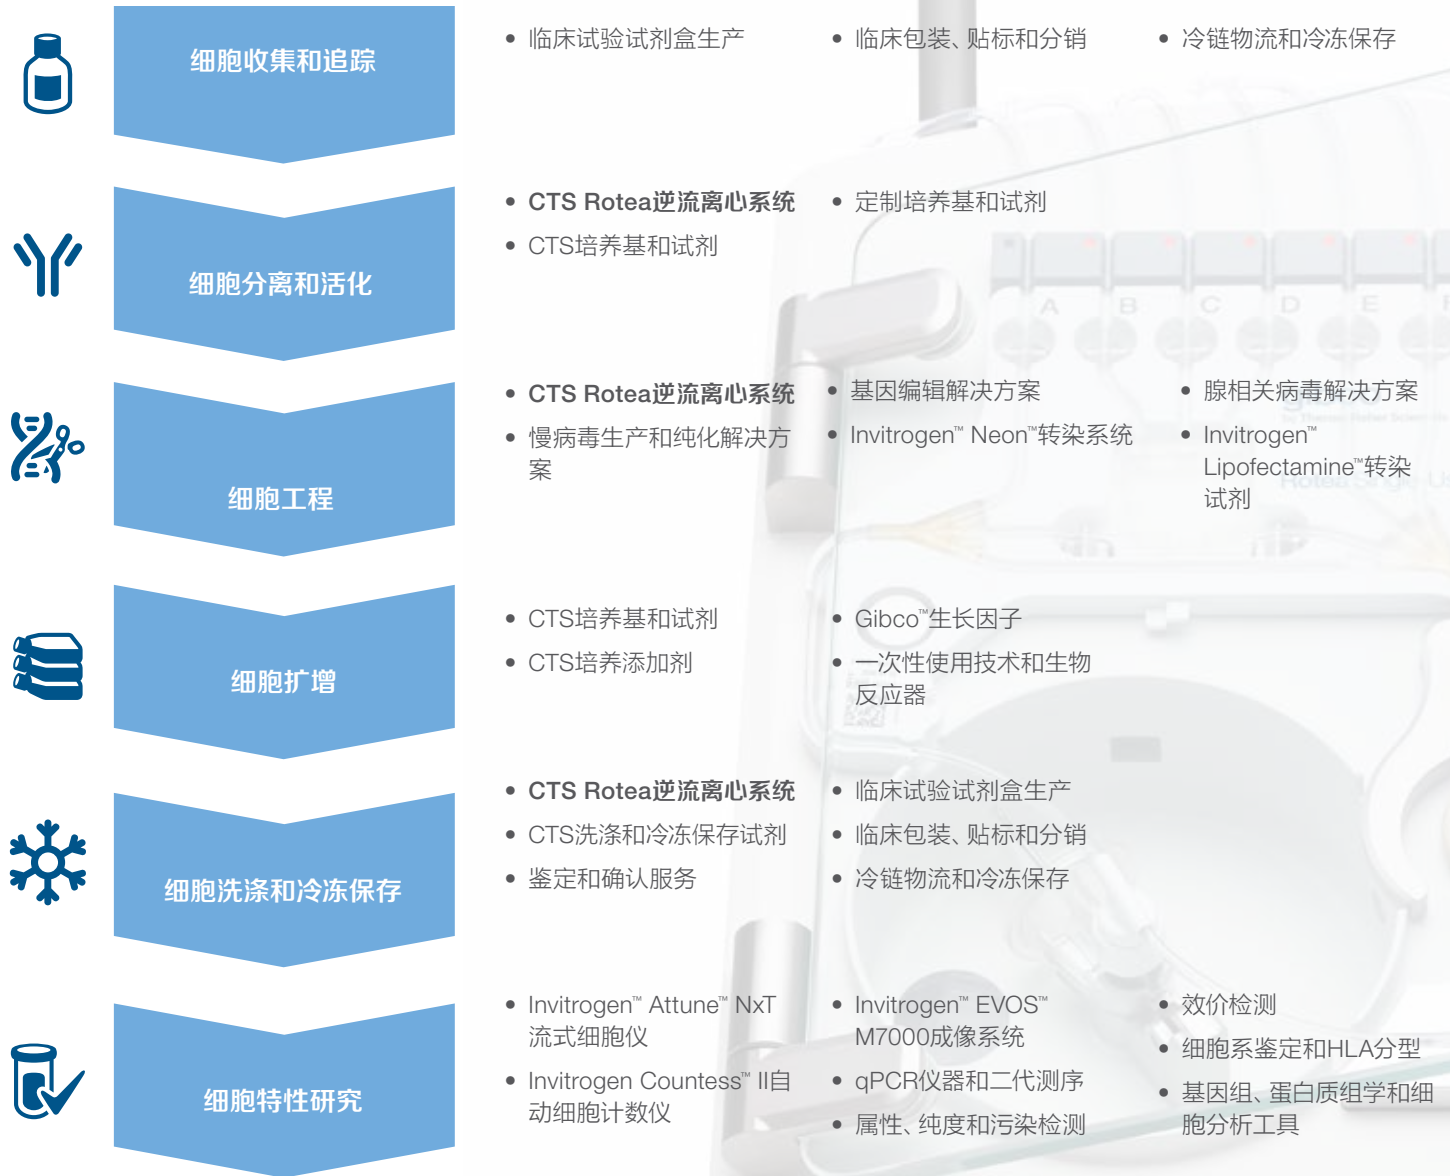 细胞收集和追踪
• 临床试验试剂盒生产
• 临床包装、贴标和分销
• 冷链物流和冷冻保存
细胞分离和活化
• CTS Rotea逆流离心系统
• CTS培养基和试剂
• 定制培养基和试剂
细胞工程
• CTS Rotea逆流离心系统
• 慢病毒生产和纯化解决方
案
• 基因编辑解决方案
• Invitrogen™ Neon™转染系统
• 腺相关病毒解决方案
• Invitrogen™
Lipofectamine™转染
试剂
细胞扩增
• CTS培养基和试剂
• CTS培养添加剂
• Gibco™生长因子
• 一次性使用技术和生物
反应器
细胞洗涤和冷冻保存
• CTS Rotea逆流离心系统
• CTS洗涤和冷冻保存试剂
• 鉴定和确认服务
• 临床试验试剂盒生产
• 临床包装、贴标和分销
• 冷链物流和冷冻保存
细胞特性研究
• Invitrogen™ Attune™ NxT
流式细胞仪
• Invitrogen Countess™ II自
动细胞计数仪
• Invitrogen™ EVOS™
M7000成像系统
• qPCR仪器和二代测序
• 属性、纯度和污染检测
• 效价检测
• 细胞系鉴定和HLA分型
• 基因组、蛋白质组学和细
胞分析工具
A B C D E